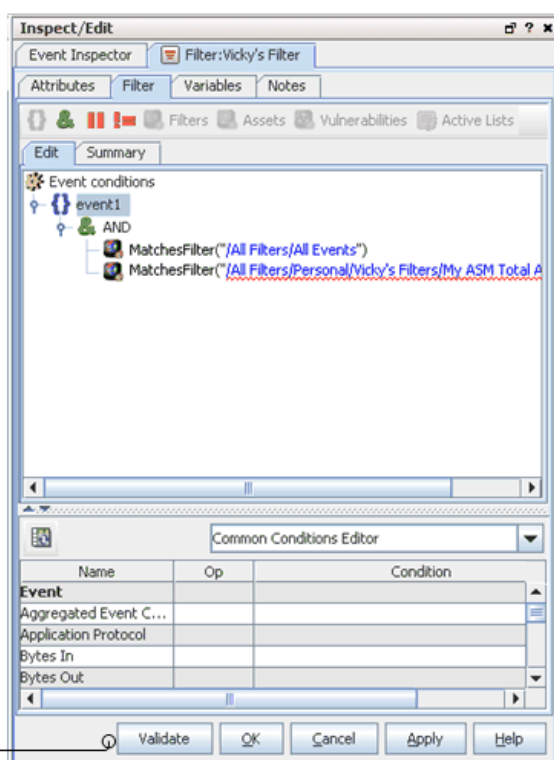 Inspect/Edit ?
Event Inspector Filter:Vicky's Filter
Attributes Filter Variables Notes
Filters Assets Vulnerabilities Active Lists
Edit Summary
Event conditions
event1
AND
MatchesFilter("/All Filters/All Events")
MatchesFilter("/All Filters/Personal/Vicky's Filters/My ASM Total A
Common Conditions Editor
Name Op Condition
Event
Aggregated Event C...
Application Protocol
Bytes In
Bytes Out
Validate OK Cancel Apply Help